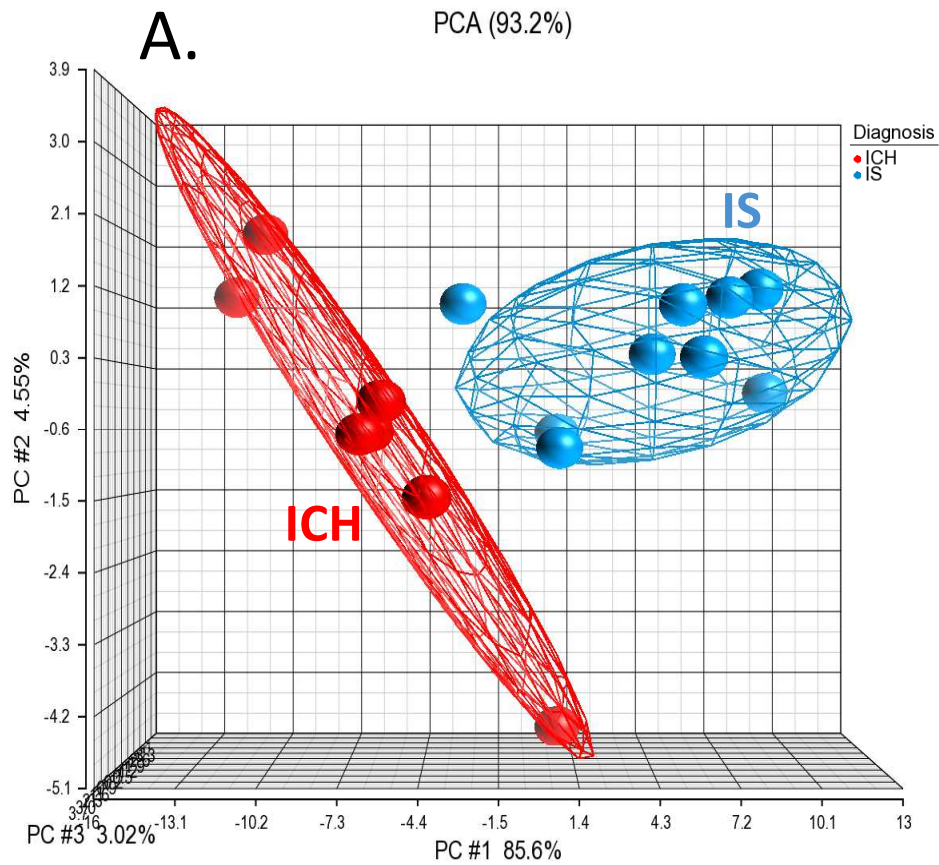 PCA (93.2%)
A.
Diagnosis
ICH
IS
IS
ICH
PC #2 4.55%
3.9
3.0
2.1
1.2
0.3
-0.6
-1.5
-2.4
-3.3
-4.2
-5.1
-16 -13.1 -10.2 -7.3 -4.4 -1.5 1.4 4.3 7.2 10.1 13
PC #3 3.02%
PC #1 85.6%